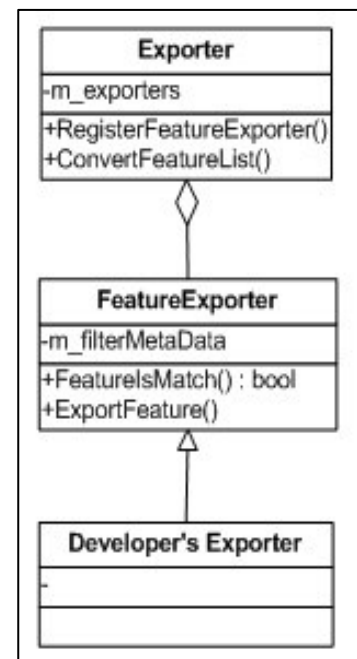 Exporter
-m_exporters
+RegisterFeatureExporter()
+ConvertFeatureList()
FeatureExporter
-m_filterMetaData
+FeatureIsMatch() : bool
+ExportFeature()
Developer's Exporter
-